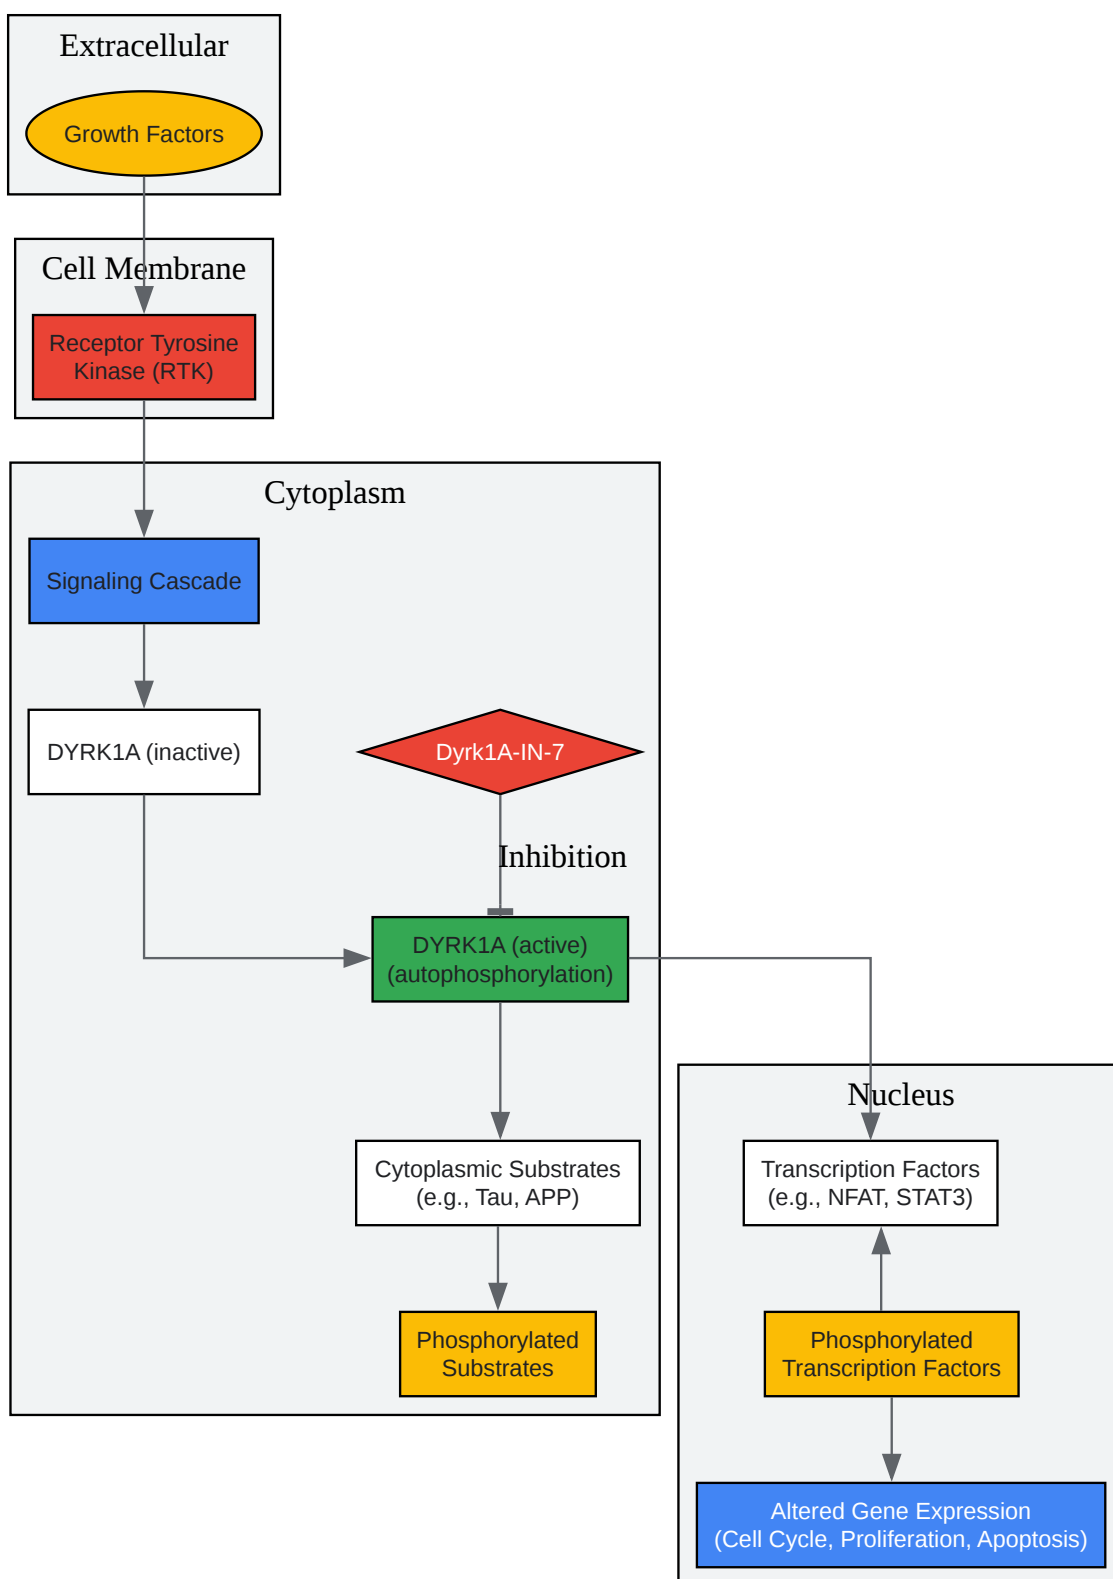 Extracellular
Growth Factors
Cell Membrane
Receptor Tyrosine
Kinase (RTK)
Cytoplasm
Signaling Cascade
DYRK1A (inactive)
Dyrk1A-IN-7
Inhibition
DYRK1A (active)
(autophosphorylation)
Cytoplasmic Substrates
(e.g., Tau, APP)
Phosphorylated
Substrates
Nucleus
Transcription Factors
(e.g., NFAT, STAT3)
Phosphorylated
Transcription Factors
Altered Gene Expression
(Cell Cycle, Proliferation, Apoptosis)